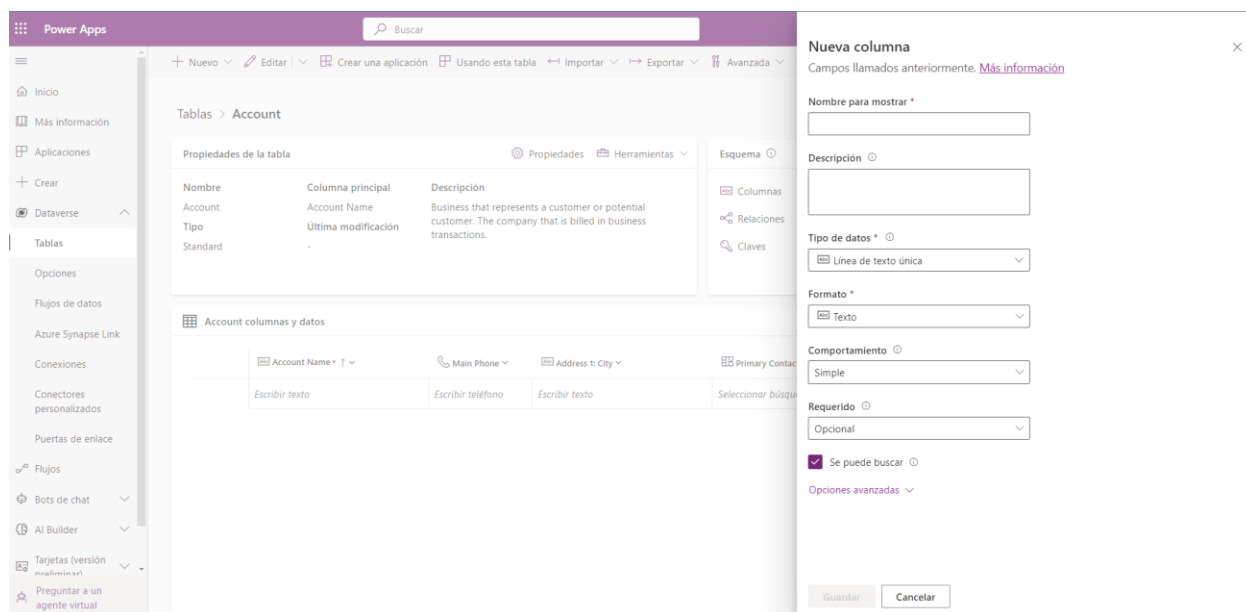 Power Apps
Buscar
Nuevo
Editar
Crear una aplicación
Usando esta tabla
Importar
Exportar
Avanzada
Inicio
Más información
Aplicaciones
Crear
Dataverse
Tablas
Opciones
Flujos de datos
Azure Synapse Link
Conexiones
Conectores
personalizados
Puertas de enlace
Flujos
Bots de chat
AI Builder
Tarjetas (versión
preliminar)
Preguntar a un
agente virtual
Tablas > Account
Propiedades de la tabla
Propiedades
Herramientas
Nombre
Account
Tipo
Standard
Columna principal
Account Name
Última modificación
-
Descripción
Business that represents a customer or potential
customer. The company that is billed in business
transactions.
Esquema
Columnas
Relaciones
Claves
Account columnas y datos
Account Name * ↑
Main Phone
Address 1: City
Primary Contac
Escribir texto
Escribir teléfono
Escribir texto
Seleccionar búsqu
Nueva columna
Campos llamados anteriormente. Más información
Nombre para mostrar *
Descripción
Tipo de datos *
Abc Línea de texto única
Formato *
Abc Texto
Comportamiento
Simple
Requerido
Opcional
Se puede buscar
Opciones avanzadas
Guardar
Cancelar